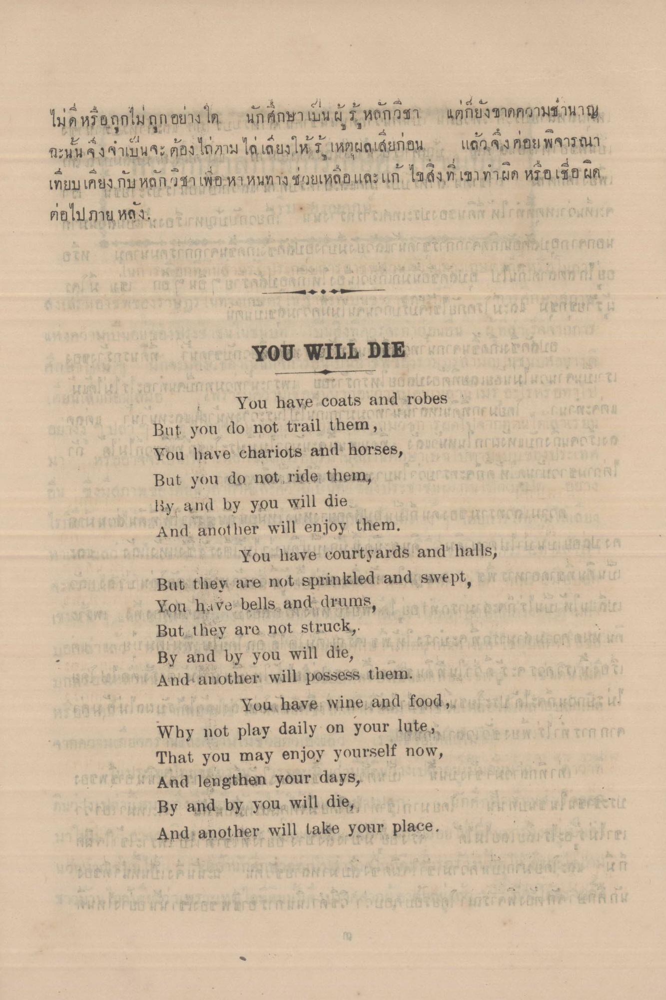 ไม่ดีหรือถูกไม่ถูกอย่างใด นักศึกษาเป็นผู้รู้หลักวิชา แต่ก็ยังขาดความชำนาญ
ฉะนั้นจึงจำเป็นจะต้องไถ่ถามไล่เลียงให้รู้เหตุผลเสียก่อน แล้วจึงค่อยพิจารณา
เทียบเคียงกับหลักวิชาเพื่อหาหนทางช่วยเหลือและแก้ไขสิ่งที่เขาทำผิดหรือเชื่อผิด
ต่อไปภายหลัง.
YOU WILL DIE
You have coats and robes
But you do not trail them,
You have chariots and horses,
But you do not ride them,
By and by you will die
And another will enjoy them.
You have courtyards and halls,
But they are not sprinkled and swept,
You have bells and drums,
But they are not struck,
By and by you will die,
And another will possess them.
You have wine and food,
Why not play daily on your lute,
That you may enjoy yourself now,
And lengthen your days,
By and by you will die,
And another will take your place.